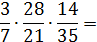 3/7 · 28/21 · 14/35 =